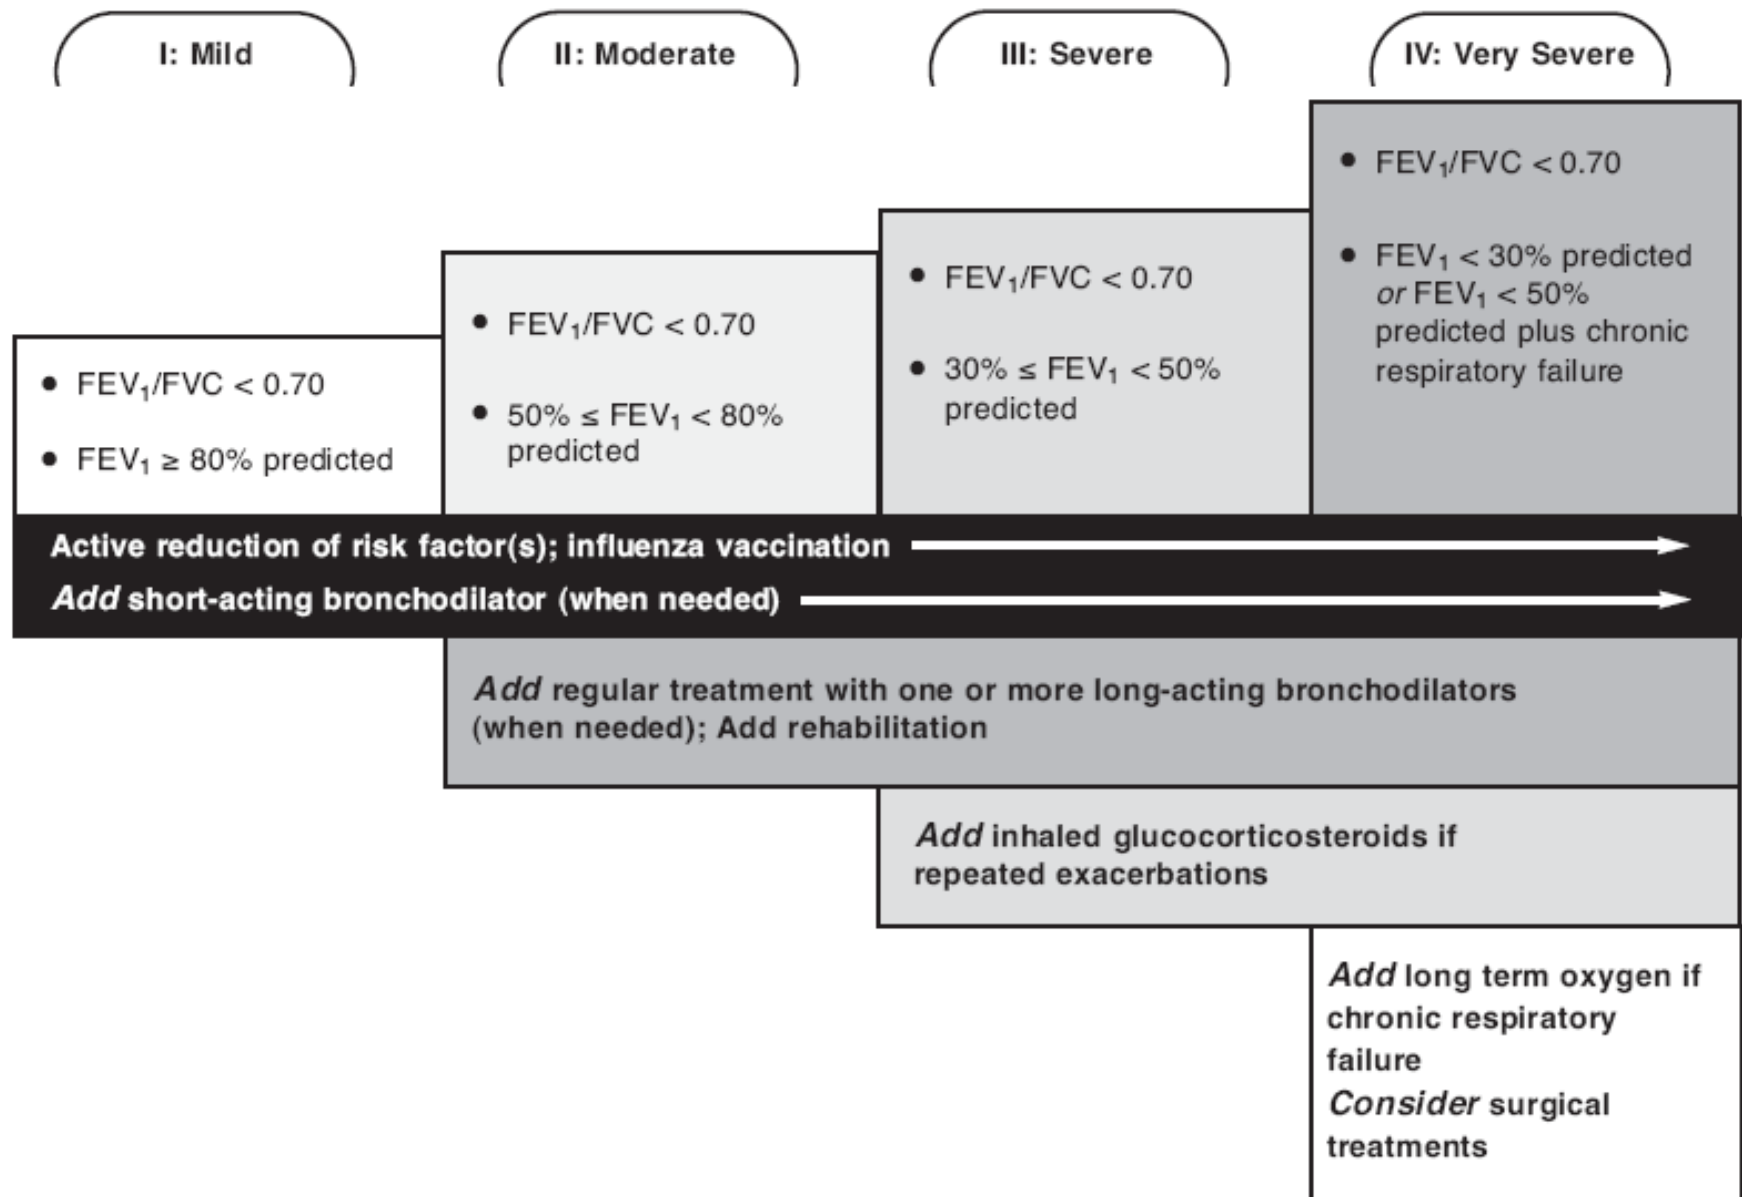 I: Mild
II: Moderate
III: Severe
IV: Very Severe
• FEV₁/FVC < 0.70
• FEV₁ ≥ 80% predicted
• FEV₁/FVC < 0.70
• 50% ≤ FEV₁ < 80%
predicted
• FEV₁/FVC < 0.70
• 30% ≤ FEV₁ < 50%
predicted
• FEV₁/FVC < 0.70
• FEV₁ < 30% predicted
or FEV₁ < 50%
predicted plus chronic
respiratory failure
Active reduction of risk factor(s); influenza vaccination
Add short-acting bronchodilator (when needed)
Add regular treatment with one or more long-acting bronchodilators
(when needed); Add rehabilitation
Add inhaled glucocorticosteroids if
repeated exacerbations
Add long term oxygen if
chronic respiratory
failure
Consider surgical
treatments